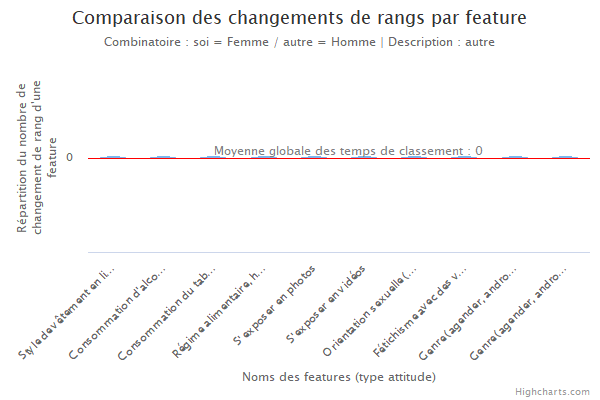 Comparaison des changements de rangs par feature
Combinatoire : soi = Femme / autre = Homme | Description : autre
Répartition du nombre de
changement de rang d'une
feature
0
Moyenne globale des temps de classement : 0
Style de vêtement en li...
Consommation d'alco...
Consommation du tab...
Régime alimentaire, h...
S'exposer en photos
S'exposer en vidéos
Orientation sexuelle (...
Fétichisme avec des v...
Genre (agender, andro...
Genre (agender, andro...
Noms des features (type attitude)
Highcharts.com